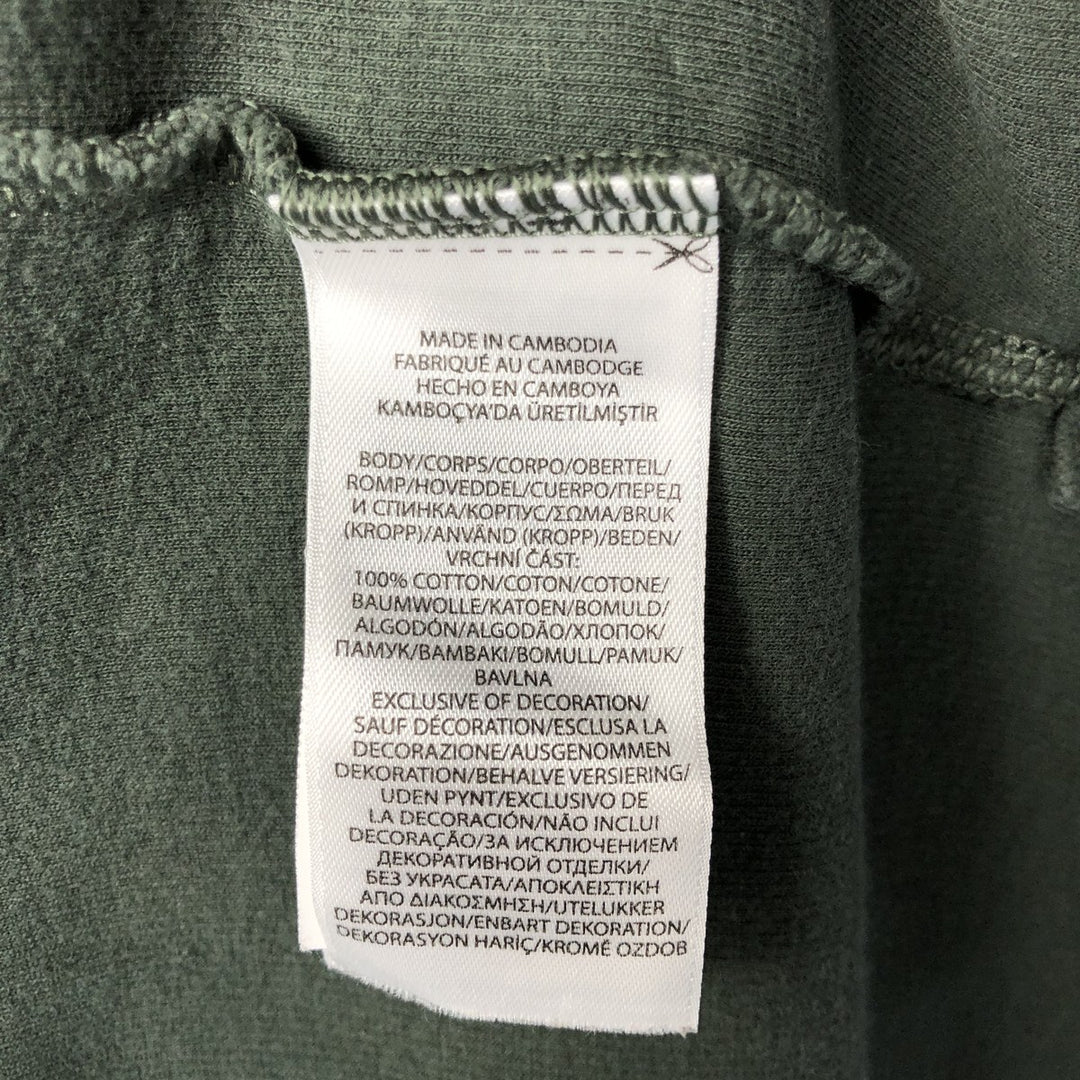 MADE IN CAMBODIA
FABRIQUÉ AU CAMBODGE
HECHO EN CAMBOYA
KAMBOÇYA'DA ÜRETİLMİŞTİR
BODY/CORPS/CORPO/OBERTEIL/
ROMP/HOVEDDEL/CUERPO/ПЕРЕД
И СПИНКА/КОРПУС/ΣΩΜΑ/BRUK
(KROPP)/ANVÄND (KROPP)/BEDEN/
VRCHNÍ ČÁST:
100% COTTON/COTON/COTONE/
BAUMWOLLE/KATOEN/BOMULD/
ALGODÓN/ALGODÃO/ХЛОПОК/
ПАМУК/ΒΑΜΒΑΚΙ/BOMULL/PAMUK/
BAVLNA
EXCLUSIVE OF DECORATION/
SAUF DÉCORATION/ESCLUSA LA
DECORAZIONE/AUSGENOMMEN
DEKORATION/BEHALVE VERSIERING/
UDEN PYNT/EXCLUSIVO DE
LA DECORACIÓN/NÃO INCLUI
DECORAÇÃO/ЗА ИСКЛЮЧЕНИЕМ
ДЕКОРАТИВНОЙ ОТДЕЛКИ/
БЕЗ УКРАСАТА/ΑΠΟΚΛΕΙΣΤΙΚΗ
ΑΠΟ ΔΙΑΚΟΣΜΗΣΗ/UTELUKKER
DEKORASJON/ENBART DEKORATION/
DEKORASYON HARİÇ/KROMĚ OZDOB